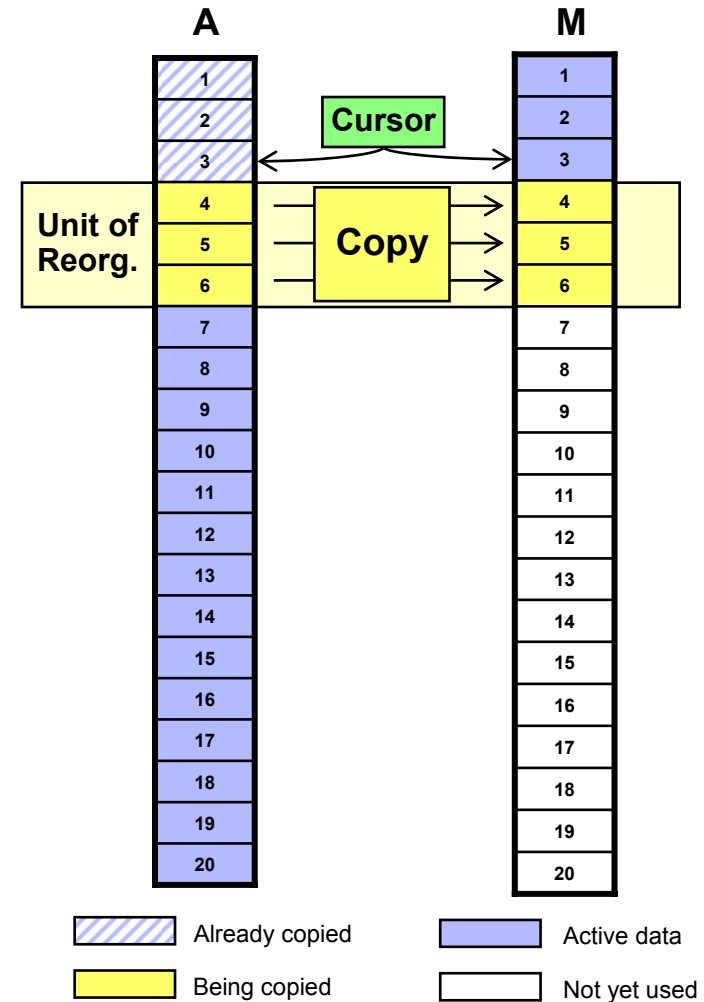 A M
1 1
2 2
Cursor
3 3
4 4
Unit of
Reorg.
5 Copy 5
6 6
7 7
8 8
9 9
10 10
11 11
12 12
13 13
14 14
15 15
16 16
17 17
18 18
19 19
20 20
Already copied Active data
Being copied Not yet used